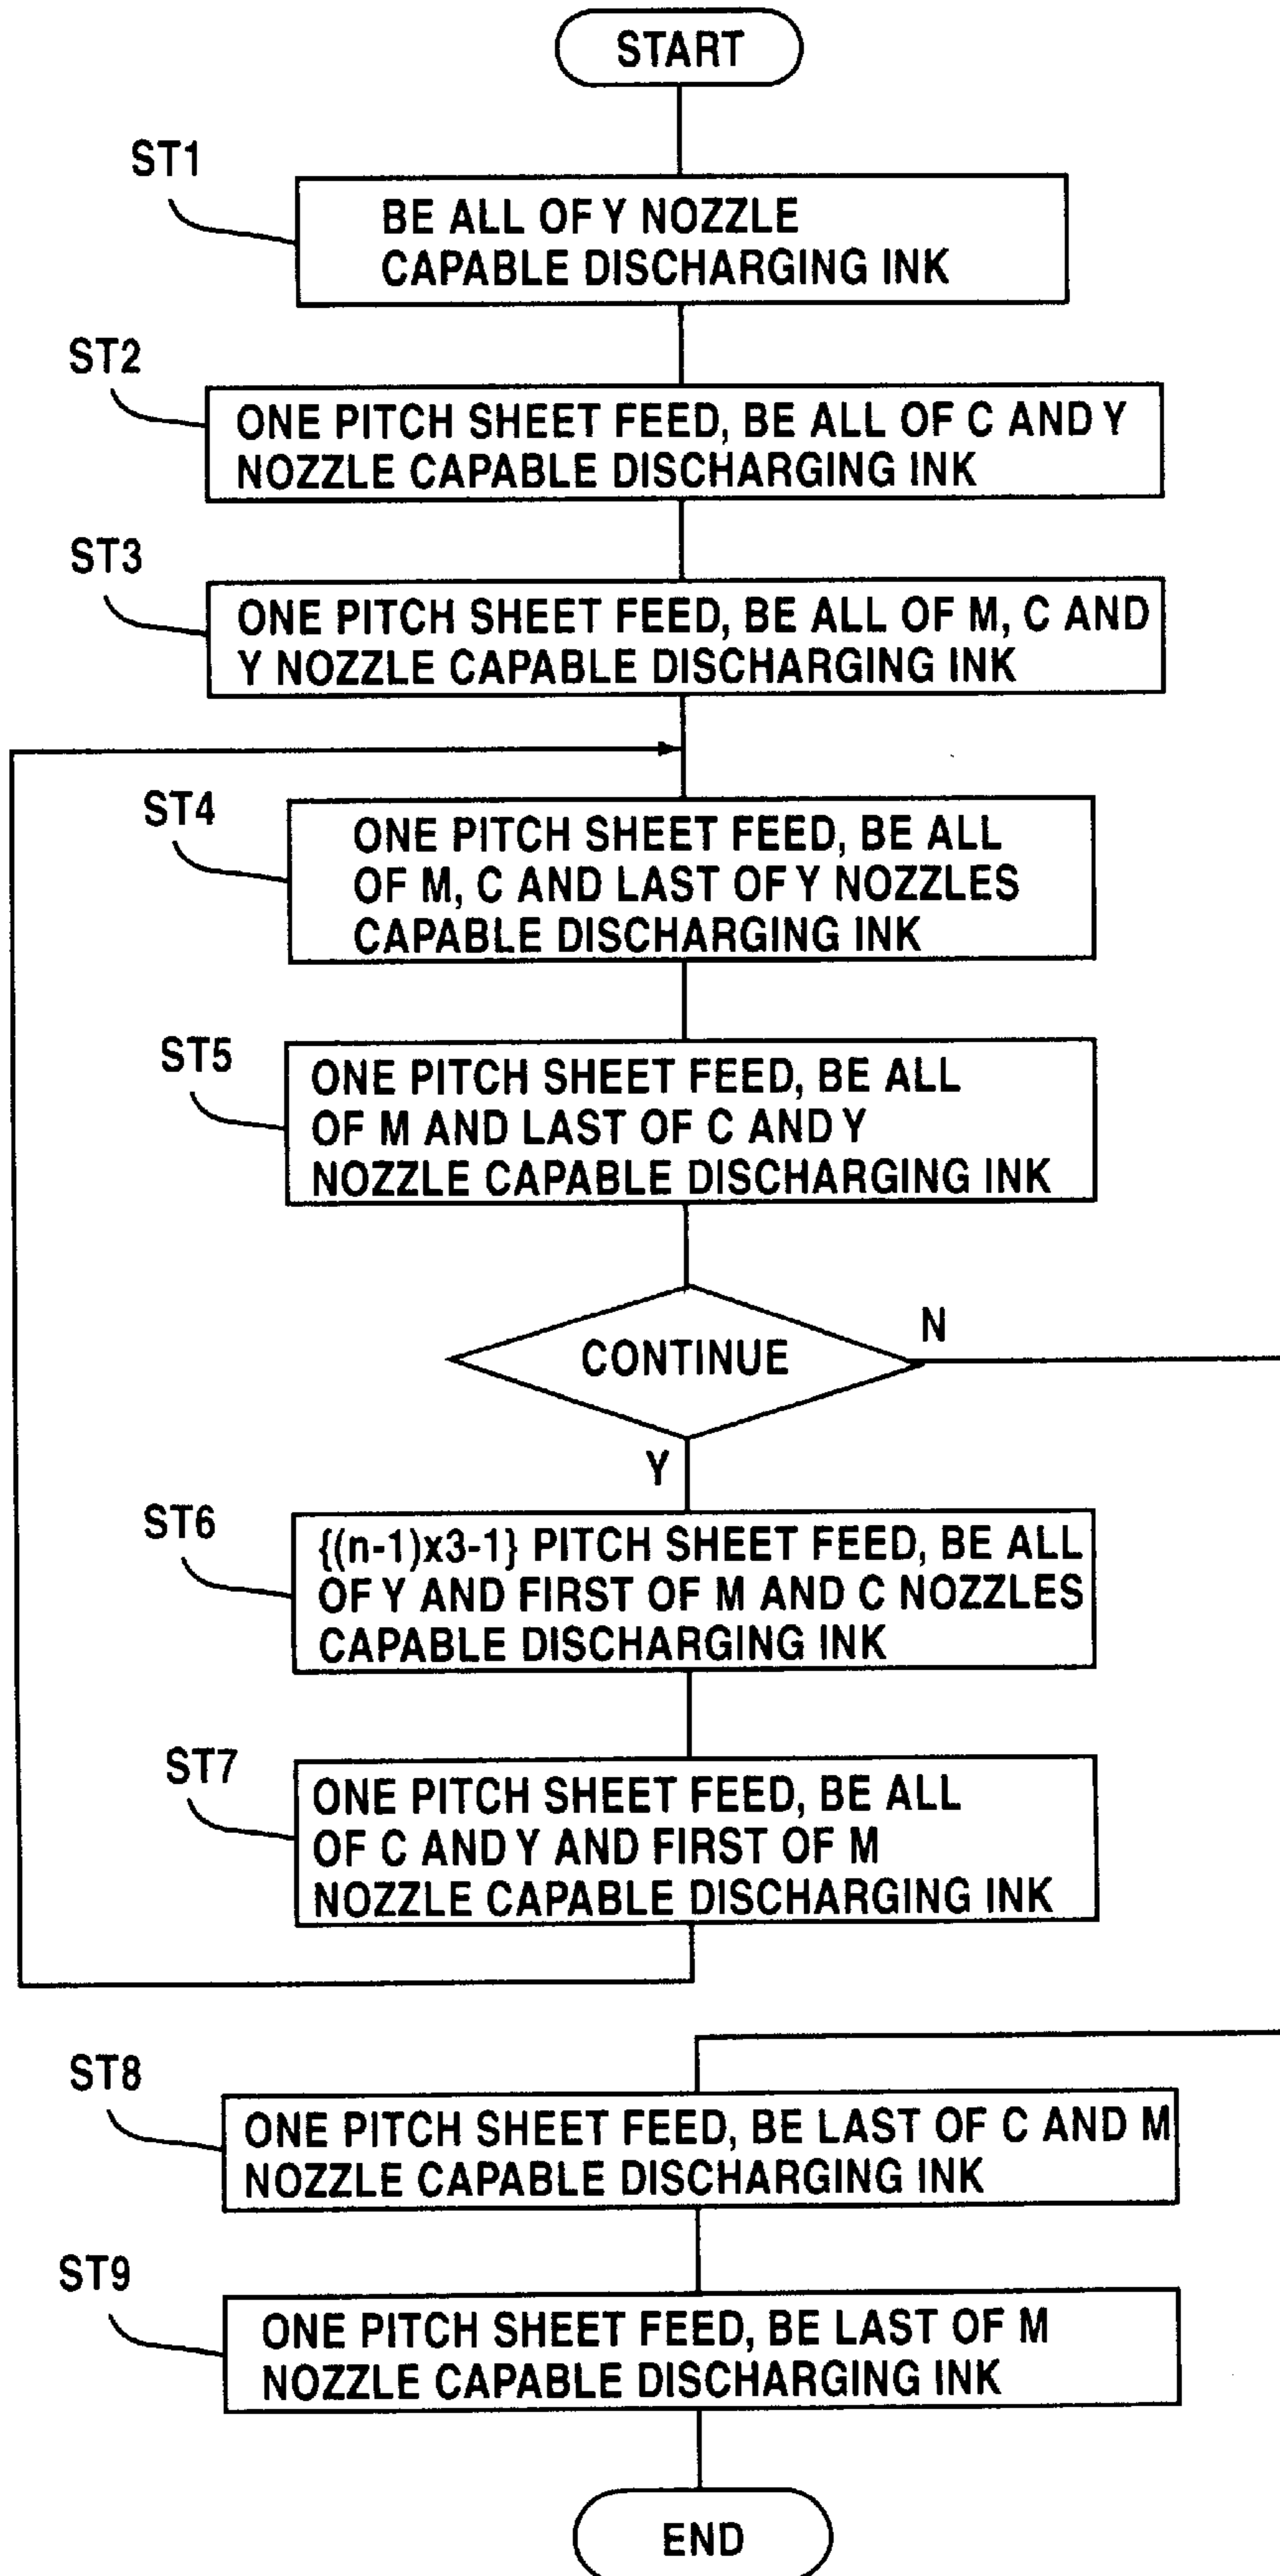 START
ST1
BE ALL OF Y NOZZLE
CAPABLE DISCHARGING INK
ST2
ONE PITCH SHEET FEED, BE ALL OF C AND Y
NOZZLE CAPABLE DISCHARGING INK
ST3
ONE PITCH SHEET FEED, BE ALL OF M, C AND
Y NOZZLE CAPABLE DISCHARGING INK
ST4
ONE PITCH SHEET FEED, BE ALL
OF M, C AND LAST OF Y NOZZLES
CAPABLE DISCHARGING INK
ST5
ONE PITCH SHEET FEED, BE ALL
OF M AND LAST OF C AND Y
NOZZLE CAPABLE DISCHARGING INK
CONTINUE
N
Y
ST6
{((n-1)x3-1} PITCH SHEET FEED, BE ALL
OF Y AND FIRST OF M AND C NOZZLES
CAPABLE DISCHARGING INK
ST7
ONE PITCH SHEET FEED, BE ALL
OF C AND Y AND FIRST OF M
NOZZLE CAPABLE DISCHARGING INK
ST8
ONE PITCH SHEET FEED, BE LAST OF C AND M
NOZZLE CAPABLE DISCHARGING INK
ST9
ONE PITCH SHEET FEED, BE LAST OF M
NOZZLE CAPABLE DISCHARGING INK
END